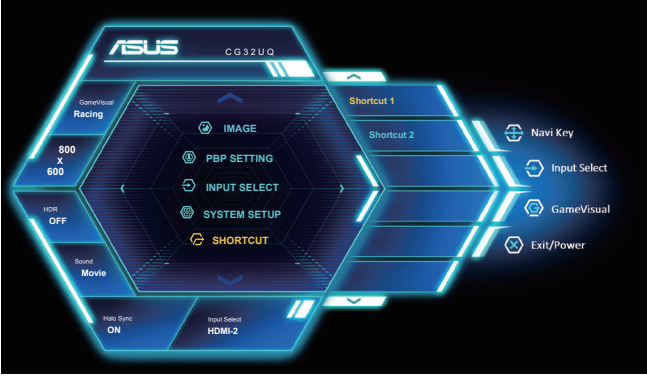 ASUS
CG32UQ
GameVisual
Racing
800
X
600
HDR
OFF
Sound
Movie
Halo Sync
ON
Input Select
HDMI-2
IMAGE
PBP SETTING
INPUT SELECT
SYSTEM SETUP
SHORTCUT
Shortcut 1
Shortcut 2
Navi Key
Input Select
GameVisual
Exit/Power